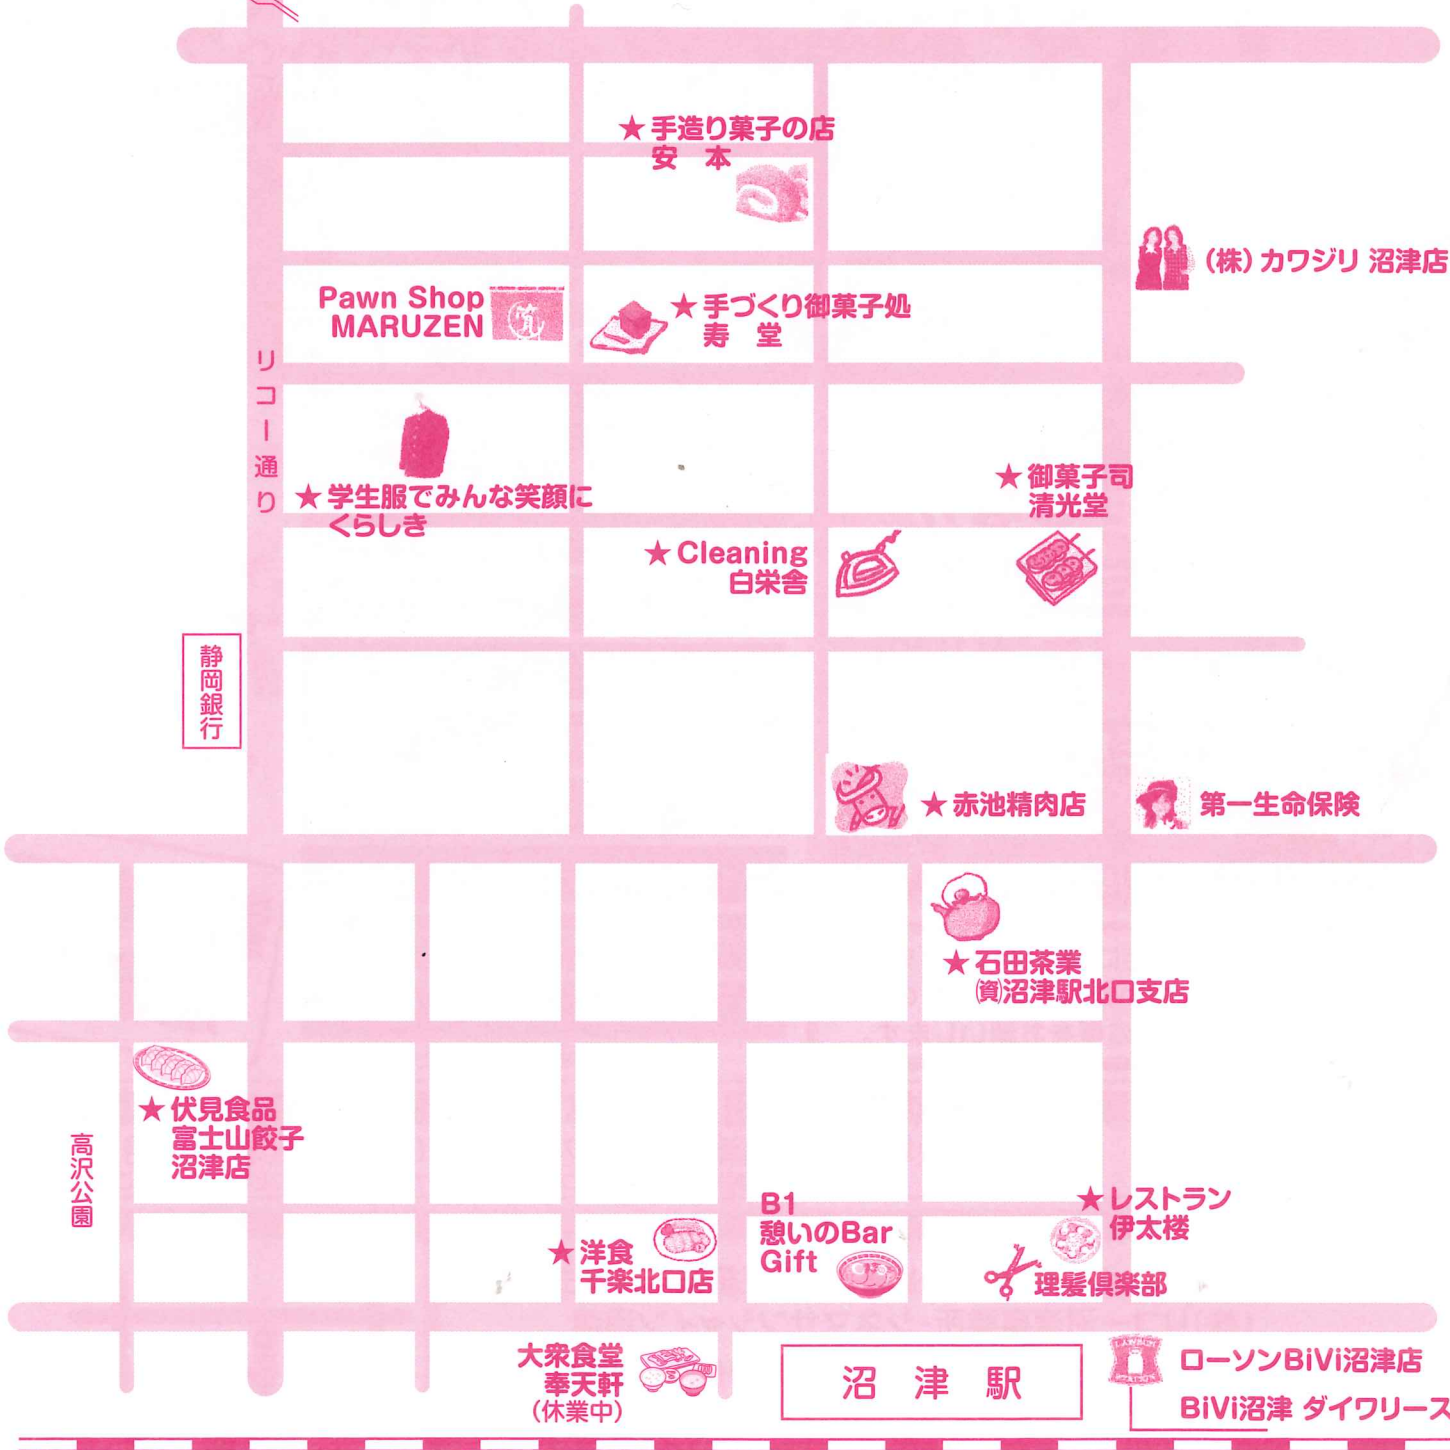 ★手造り菓子の店
安　本
(株)カワジリ 沼津店
Pawn Shop
MARUZEN
★手づくり御菓子処
寿　堂
リコー通り
★学生服でみんな笑顔に
くらしき
★御菓子司
清光堂
★Cleaning
白栄舎
静岡銀行
★赤池精肉店
第一生命保険
★石田茶業
㈾沼津駅北口支店
★伏見食品
富士山餃子
沼津店
高沢公園
★レストラン
伊太楼
B1
憩いのBar
Gift
★洋食
千楽北口店
理髪倶楽部
大衆食堂
奉天軒
(休業中)
沼津駅
ローソンBiVi沼津店
BiVi沼津 ダイワリース